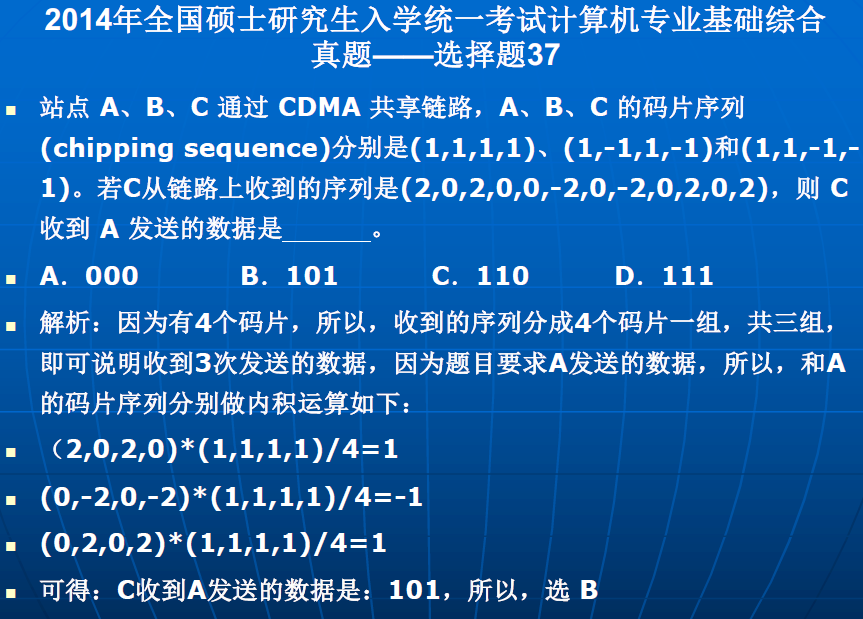 2014年全国硕士研究生入学统一考试计算机专业基础综合
真题——选择题37
站点 A、B、C 通过 CDMA 共享链路，A、B、C 的码片序列
(chipping sequence)分别是(1,1,1,1)、(1,-1,1,-1)和(1,1,-1,-
1)。若C从链路上收到的序列是(2,0,2,0,0,-2,0,-2,0,2,0,2)，则 C
收到 A 发送的数据是______。
A．000 B．101 C．110 D．111
解析：因为有4个码片，所以，收到的序列分成4个码片一组，共三组，
即可说明收到3次发送的数据，因为题目要求A发送的数据，所以，和A
的码片序列分别做内积运算如下：
（2,0,2,0)*(1,1,1,1)/4=1
(0,-2,0,-2)*(1,1,1,1)/4=-1
(0,2,0,2)*(1,1,1,1)/4=1
可得：C收到A发送的数据是：101，所以，选 B